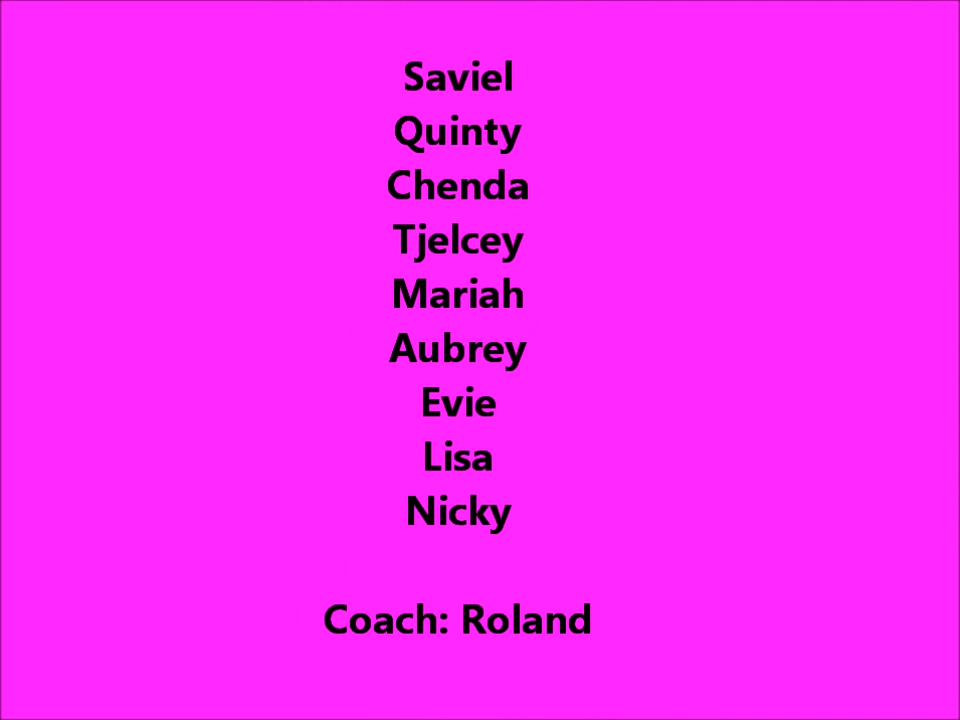 Saviel
Quinty
Chenda
Tjelcey
Mariah
Aubrey
Evie
Lisa
Nicky
Coach: Roland